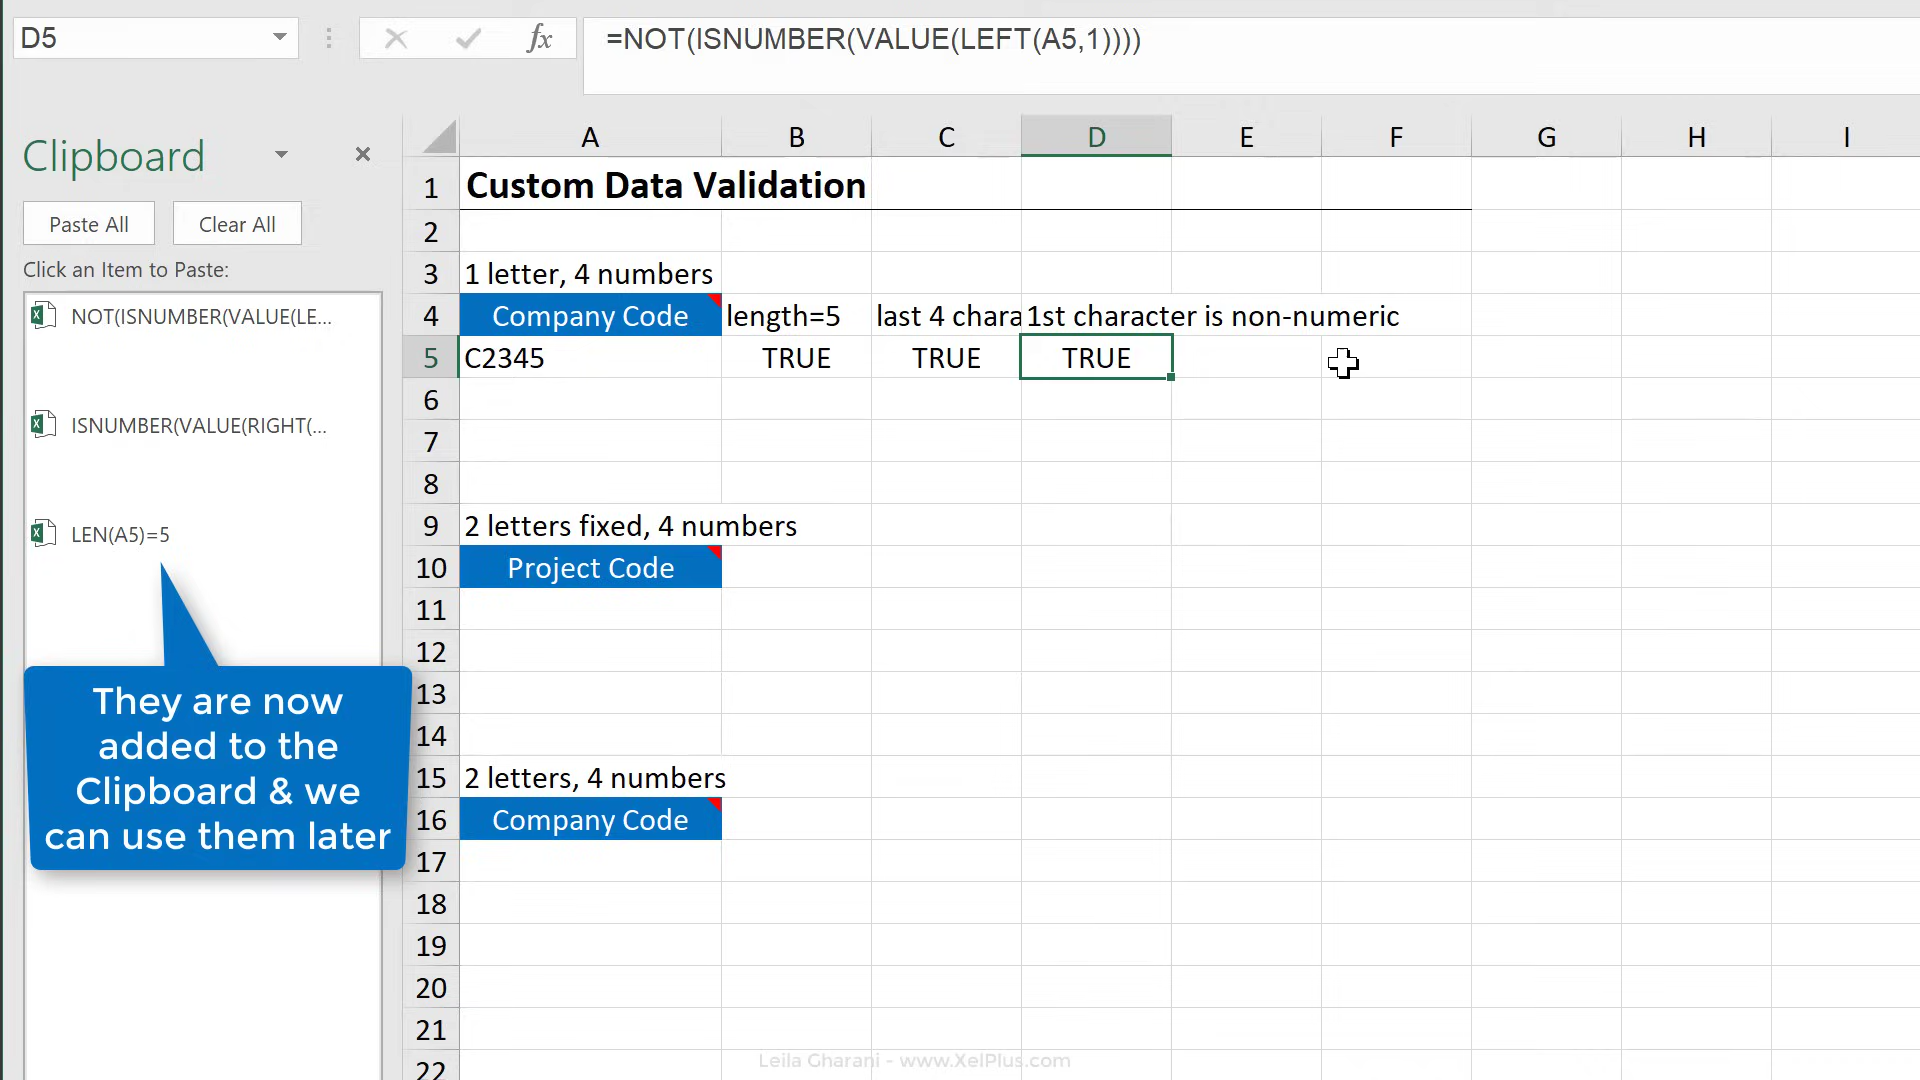 D5
fx
=NOT(ISNUMBER(VALUE(LEFT(A5,1))))
Clipboard
Paste All
Clear All
Click an Item to Paste:
NOT(ISNUMBER(VALUE(LE...
ISNUMBER(VALUE(RIGHT(...
LEN(A5)=5
They are now
added to the
Clipboard & we
can use them later
A B C D E F G H I
1 Custom Data Validation
2
3 1 letter, 4 numbers
4 Company Code length=5 last 4 chara 1st character is non-numeric
5 C2345 TRUE TRUE TRUE
6
7
8
9 2 letters fixed, 4 numbers
10 Project Code
11
12
13
14
15 2 letters, 4 numbers
16 Company Code
17
18
19
20
21
22
Leila Gharani - www.XelPlus.com